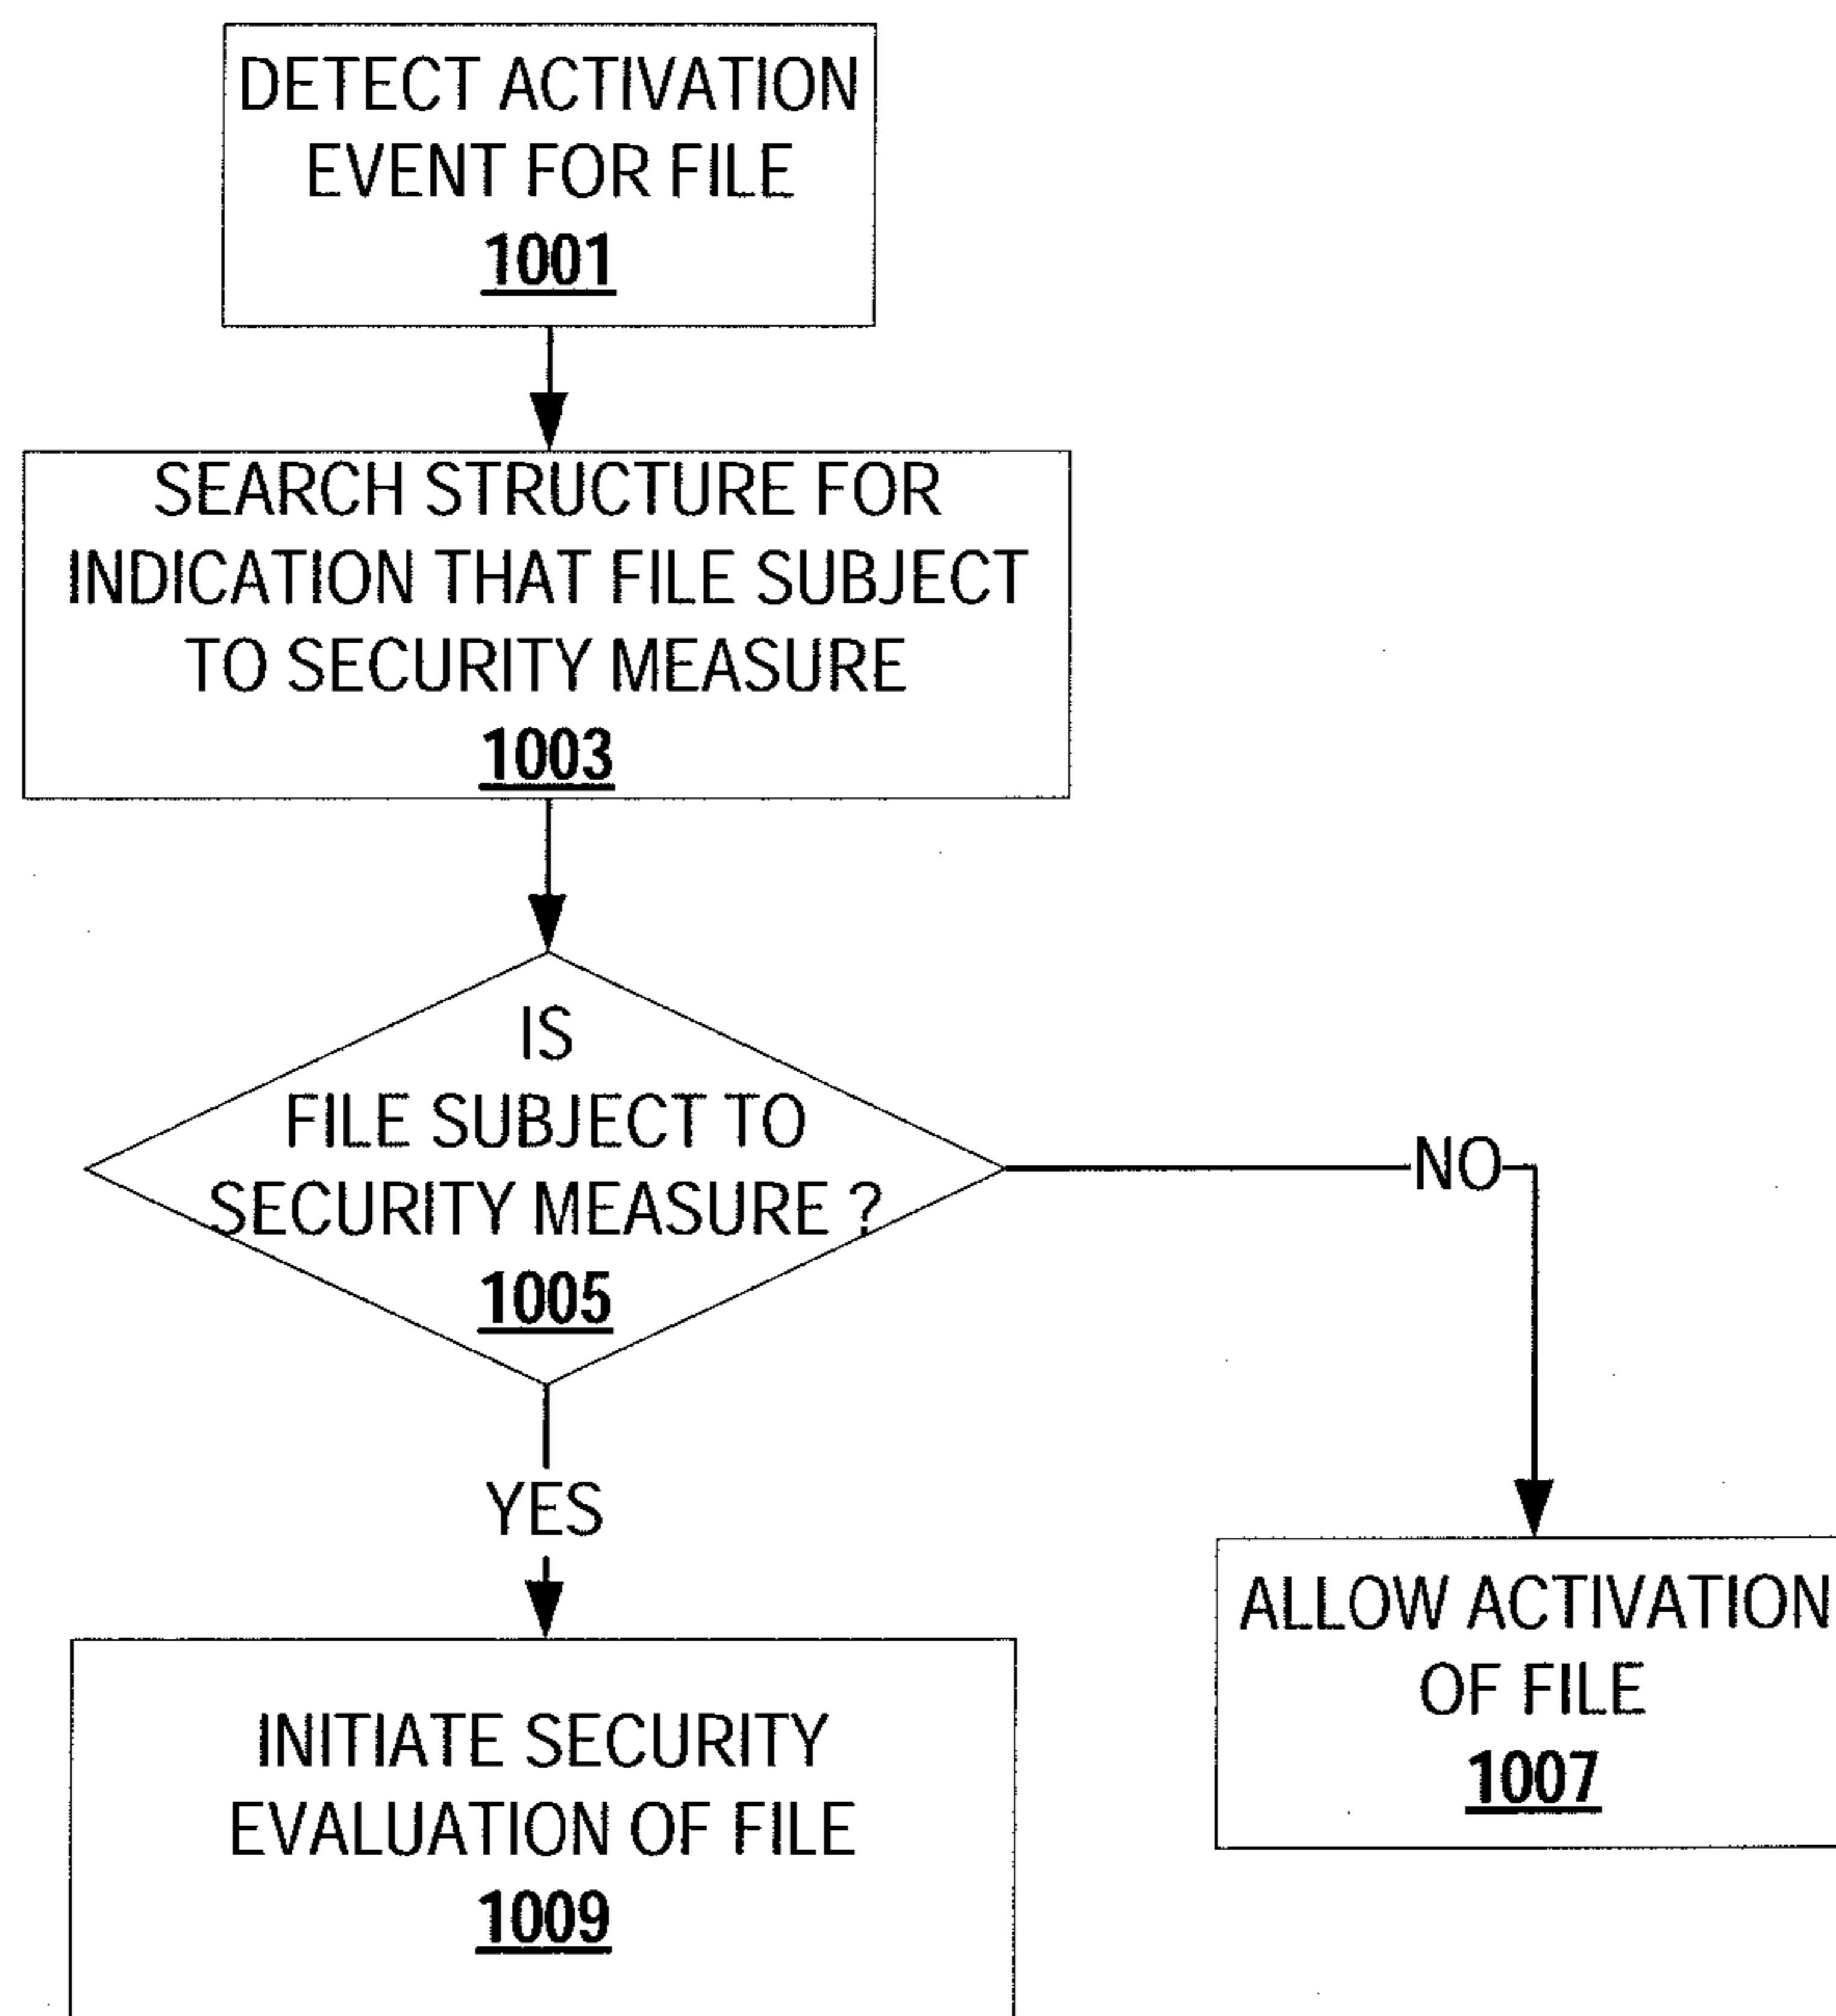 DETECT ACTIVATION
EVENT FOR FILE
1001
SEARCH STRUCTURE FOR
INDICATION THAT FILE SUBJECT
TO SECURITY MEASURE
1003
IS
FILE SUBJECT TO
SECURITY MEASURE ?
1005
NO
YES
ALLOW ACTIVATION
OF FILE
1007
INITIATE SECURITY
EVALUATION OF FILE
1009